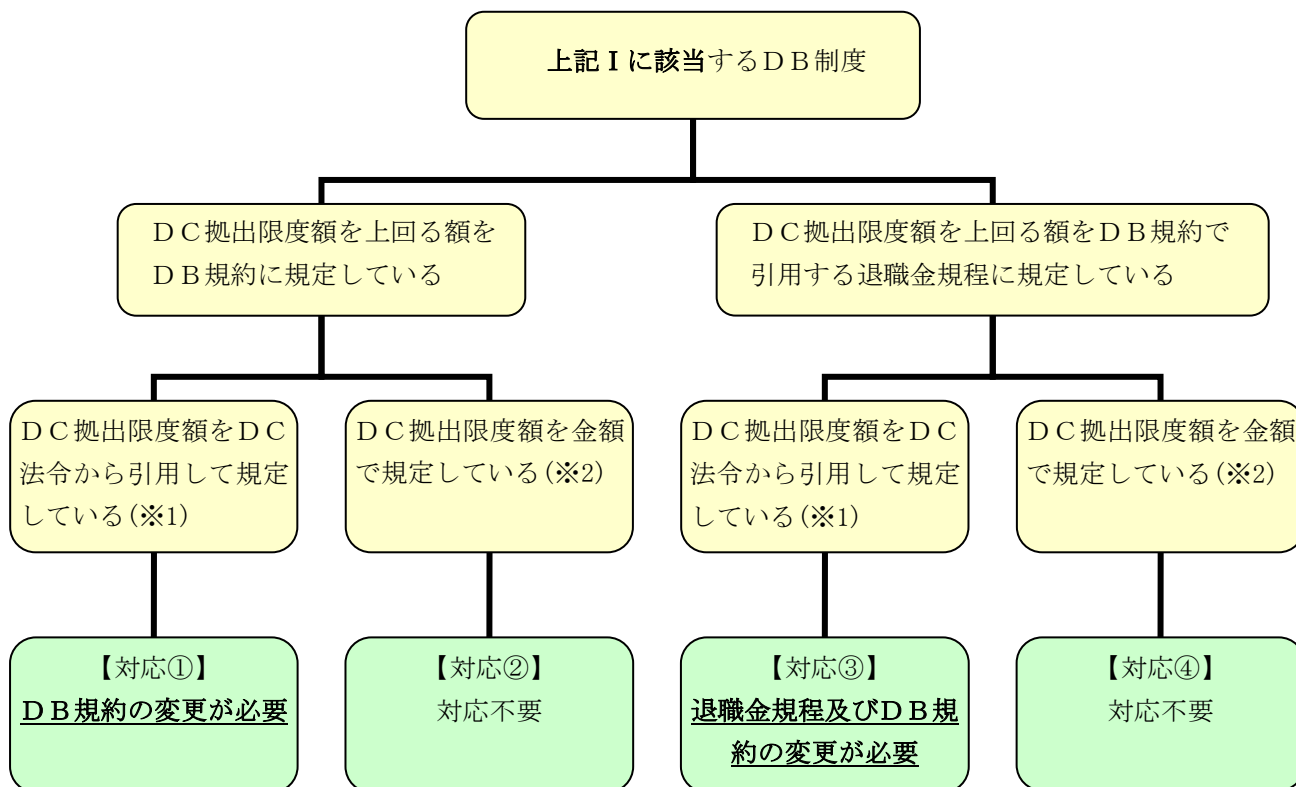 上記Ⅰに該当するＤＢ制度
ＤＣ拠出限度額を上回る額を
ＤＢ規約に規定している
ＤＣ拠出限度額を上回る額をＤＢ規約で
引用する退職金規程に規定している
ＤＣ拠出限度額をＤＣ
法令から引用して規定
している(※1)
ＤＣ拠出限度額を金額
で規定している(※2)
ＤＣ拠出限度額をＤＣ
法令から引用して規定
している(※1)
ＤＣ拠出限度額を金額
で規定している(※2)
【対応①】
ＤＢ規約の変更が必要
【対応②】
対応不要
【対応③】
退職金規程及びＤＢ規
約の変更が必要
【対応④】
対応不要